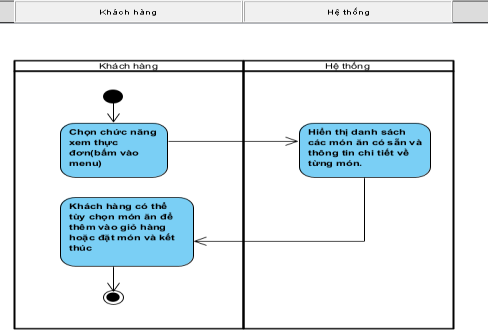 Khách hàng
Hệ thống
Khách hàng
Hệ thống
Chọn chức năng
xem thực
đơn(bấm vào
menu)
Hiển thị danh sách
các món ăn có sẵn và
thông tin chi tiết về
từng món.
Khách hàng có thể
tùy chọn món ăn để
thêm vào giỏ hàng
hoặc đặt món và kết
thúc